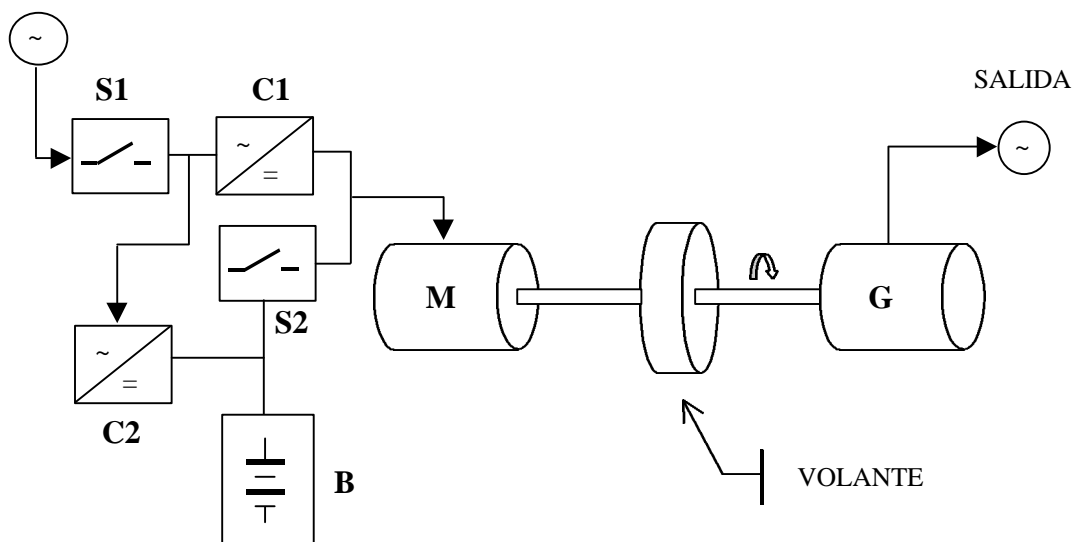 ~
S1
C1
SALIDA
~
=
~
S2
M
G
~
=
C2
B
VOLANTE